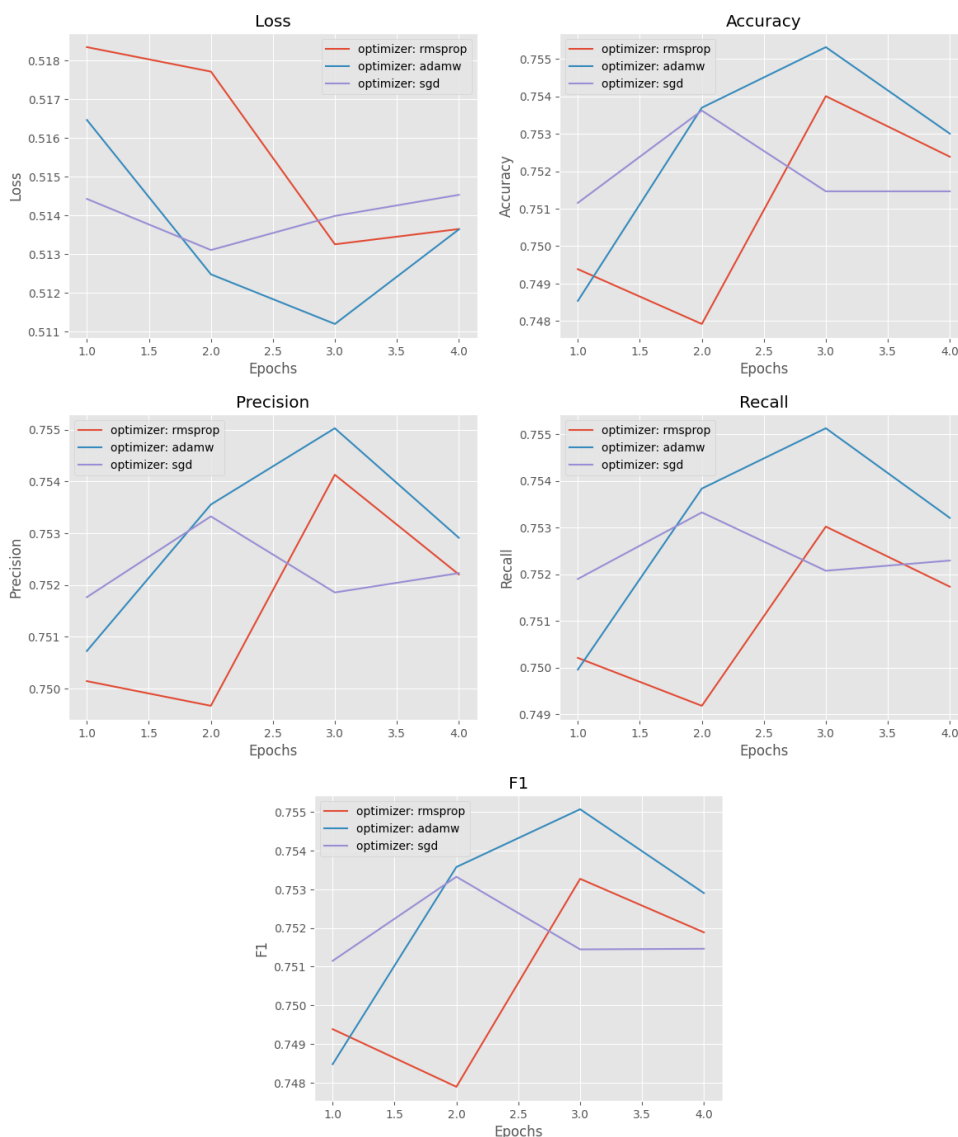 Loss
optimizer: rmsprop
optimizer: adamw
optimizer: sgd
0.518
0.517
0.516
0.515
0.514
0.513
0.512
0.511
Loss
1.0 1.5 2.0 2.5 3.0 3.5 4.0
Epochs
Accuracy
optimizer: rmsprop
optimizer: adamw
optimizer: sgd
0.755
0.754
0.753
0.752
0.751
0.750
0.749
0.748
Accuracy
1.0 1.5 2.0 2.5 3.0 3.5 4.0
Epochs
Precision
optimizer: rmsprop
optimizer: adamw
optimizer: sgd
0.755
0.754
0.753
0.752
0.751
0.750
Precision
1.0 1.5 2.0 2.5 3.0 3.5 4.0
Epochs
Recall
optimizer: rmsprop
optimizer: adamw
optimizer: sgd
0.755
0.754
0.753
0.752
0.751
0.750
0.749
Recall
1.0 1.5 2.0 2.5 3.0 3.5 4.0
Epochs
F1
optimizer: rmsprop
optimizer: adamw
optimizer: sgd
0.755
0.754
0.753
0.752
0.751
0.750
0.749
0.748
F1
1.0 1.5 2.0 2.5 3.0 3.5 4.0
Epochs